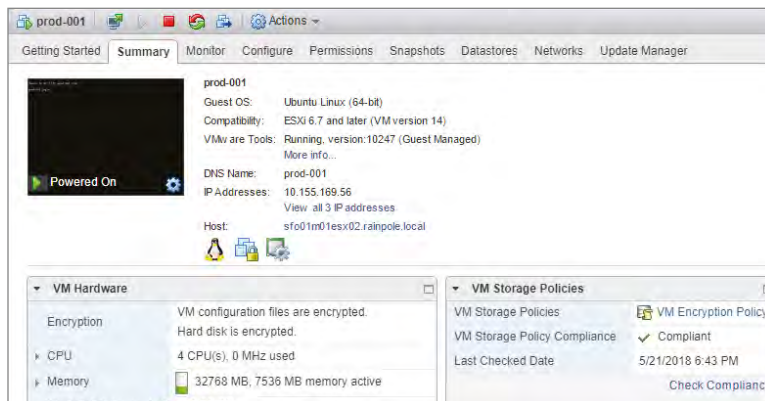 prod-001 Actions
Getting Started Summary Monitor Configure Permissions Snapshots Datastores Networks Update Manager
prod-001
Guest OS: Ubuntu Linux (64-bit)
Compatibility: ESXi 6.7 and later (VM version 14)
VMware Tools: Running, version:10247 (Guest Managed)
More info...
DNS Name: prod-001
IP Addresses: 10.155.169.56
View all 3 IP addresses
Host: sfo01m01esx02.rainpole.local
Powered On
VM Hardware
Encryption VM configuration files are encrypted.
Hard disk is encrypted.
CPU 4 CPU(s), 0 MHz used
Memory 32768 MB, 7536 MB memory active
VM Storage Policies
VM Storage Policies VM Encryption Policy
VM Storage Policy Compliance Compliant
Last Checked Date 5/21/2018 6:43 PM
Check Complianc